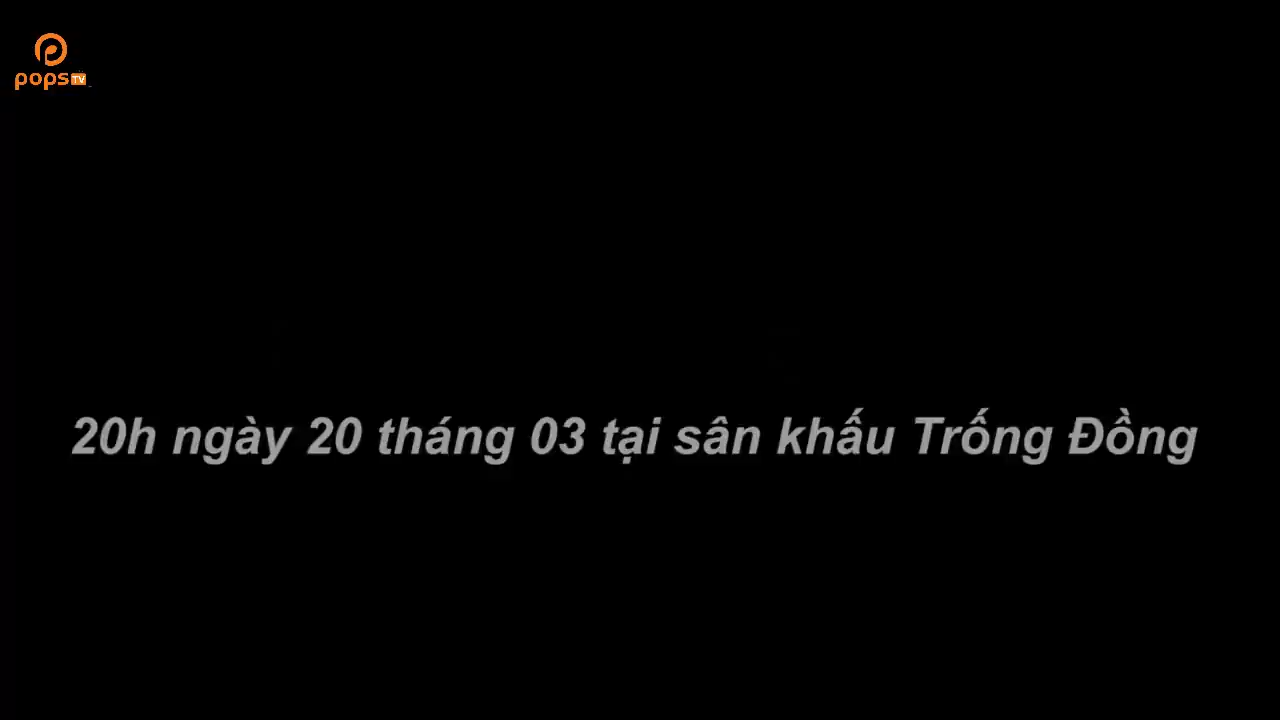 pops TV
20h ngày 20 tháng 03 tại sân khấu Trống Đồng